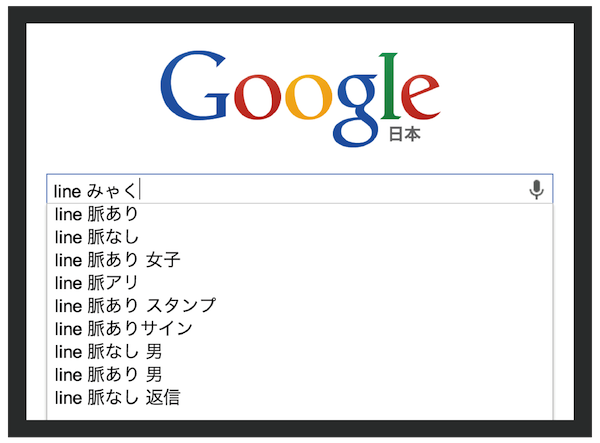 Google
日本
line みゃく
line 脈あり
line 脈なし
line 脈あり 女子
line 脈アリ
line 脈あり スタンプ
line 脈ありサイン
line 脈なし 男
line 脈あり 男
line 脈なし 返信